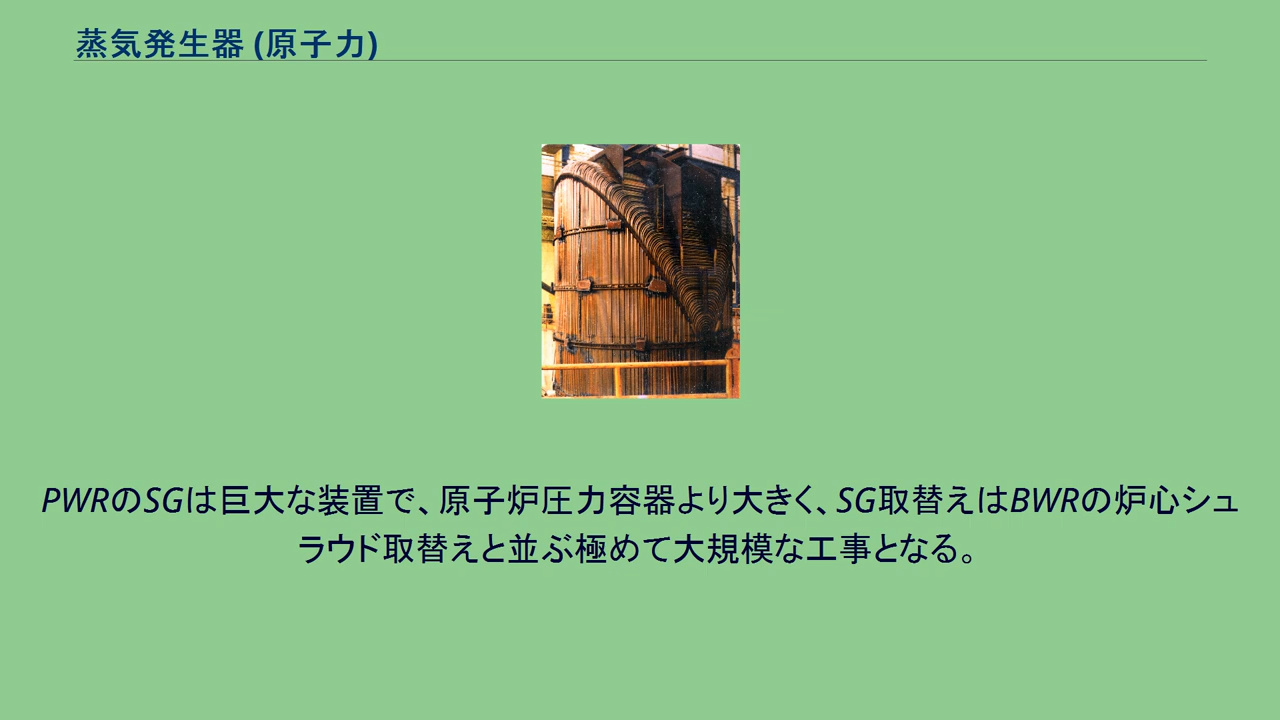 蒸気発生器 (原子力)
PWRのSGは巨大な装置で、原子炉圧力容器より大きく、SG取替えはBWRの炉心シュ
ラウド取替えと並ぶ極めて大規模な工事となる。